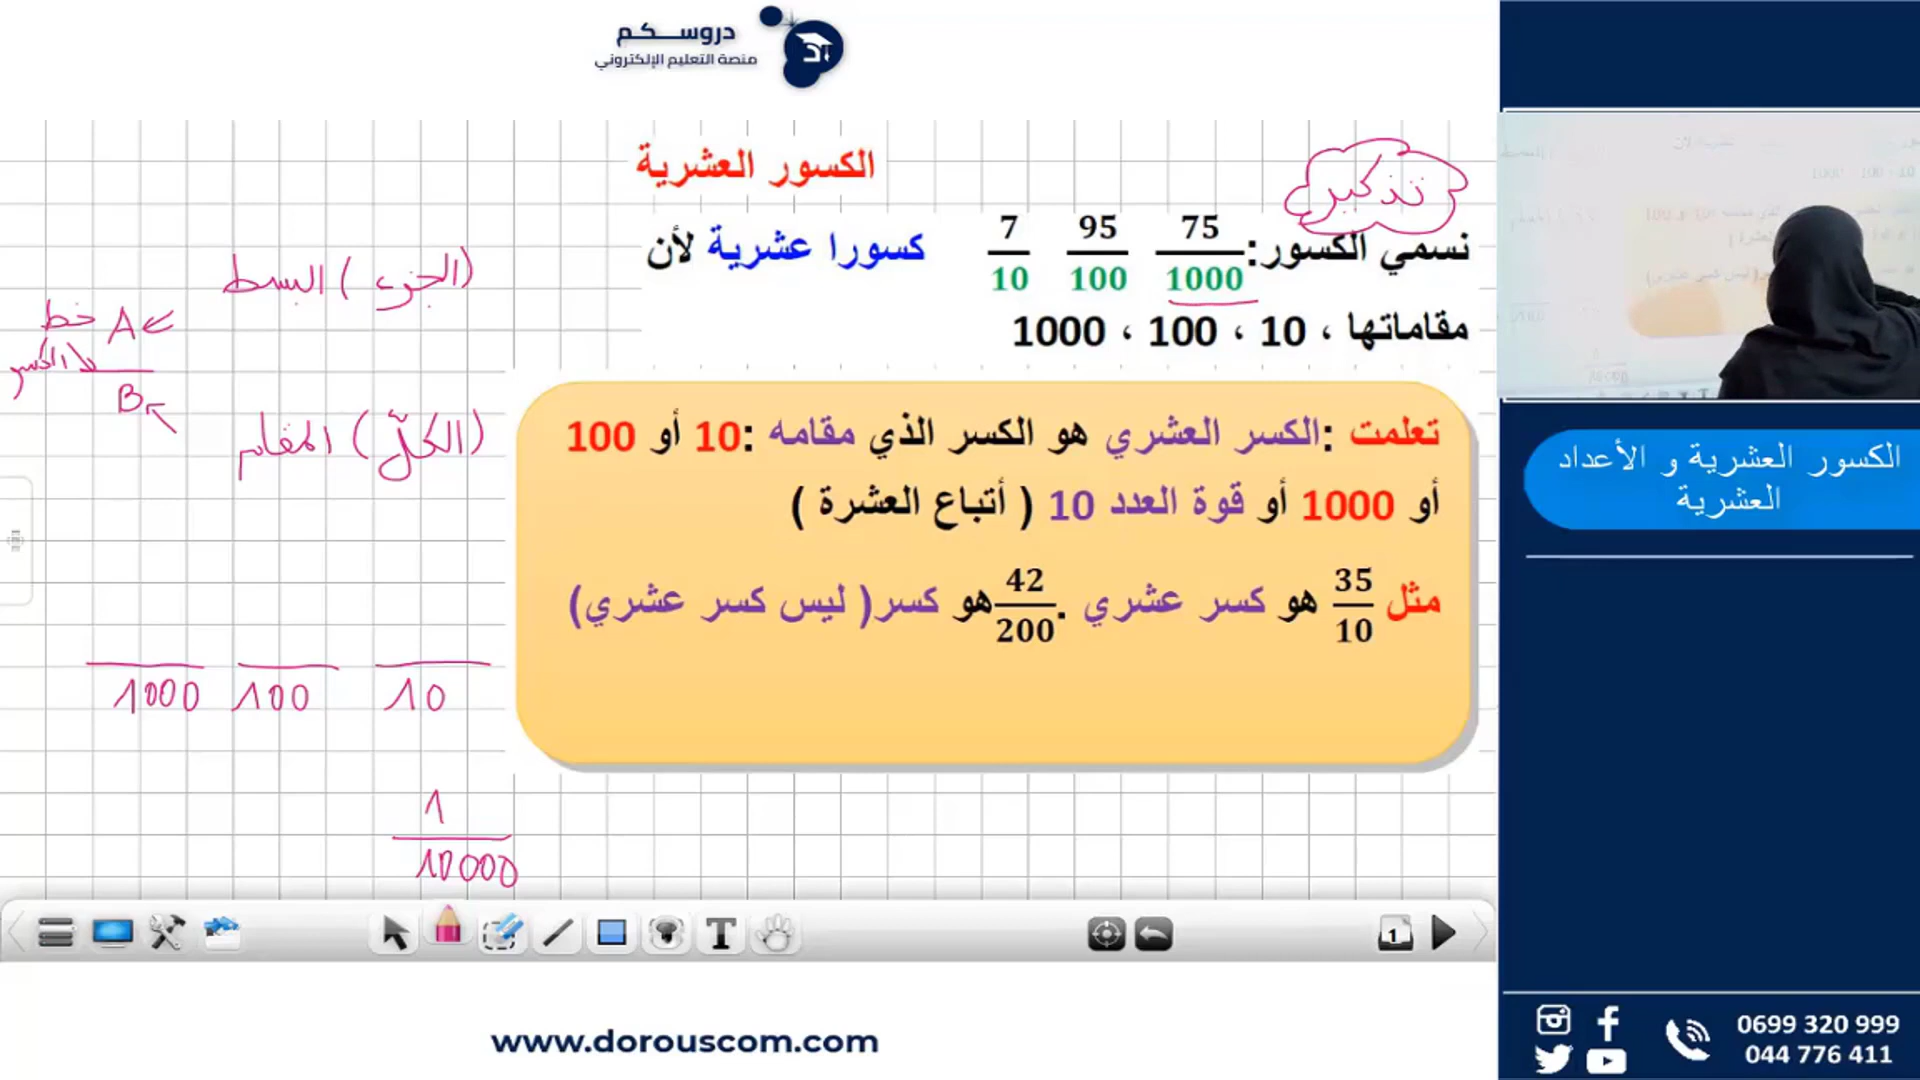 دروسكم
منصة التعليم الإلكتروني
الكسور العشرية
تذكير
نسمي الكسور: 75/1000 95/100 7/10 كسورا عشرية لأن
مقاماتها ، 10 ، 100 ، 1000
تعلمت :الكسر العشري هو الكسر الذي مقامه :10 أو 100
أو 1000 أو قوة العدد 10 ( أتباع العشرة )
مثل 35/10 هو كسر عشري .42/200 هو كسر( ليس كسر عشري)
(الجزء) البسط
خط الكسر
A
B
(الكلّ) المقام
10 100 1000
1/10000
الكسور العشرية و الأعداد
العشرية
1
www.dorouscom.com
0699 320 999
044 776 411